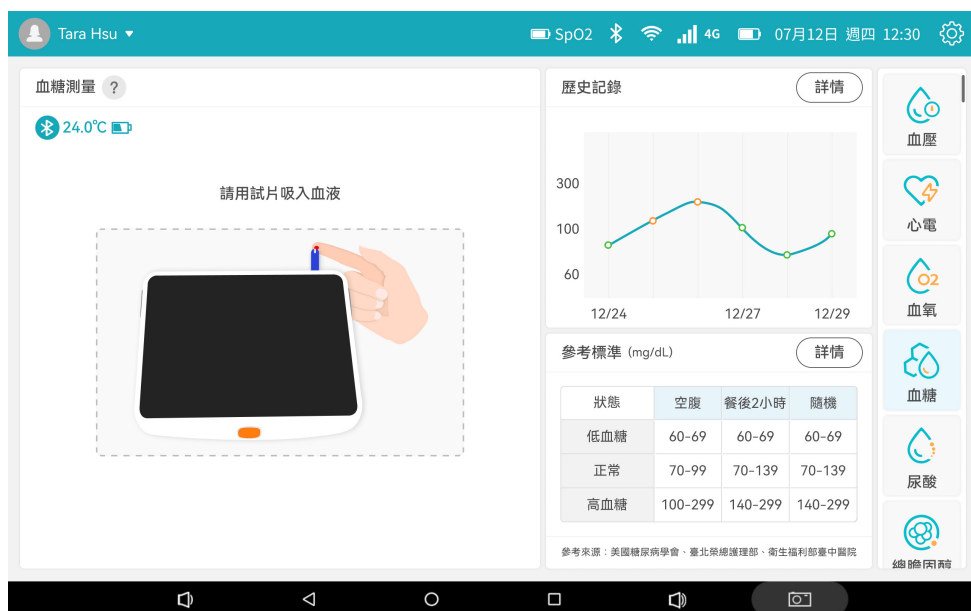 Tara Hsu
SpO2 4G 07月12日 週四 12:30
血糖測量 ?
24.0℃
請用試片吸入血液
歷史記錄 詳情
300
100
60
12/24 12/27 12/29
參考標準 (mg/dL) 詳情
狀態 空腹 餐後2小時 隨機
低血糖 60-69 60-69 60-69
正常 70-99 70-139 70-139
高血糖 100-299 140-299 140-299
參考來源：美國糖尿病學會、臺北榮總護理部、衛生福利部臺中醫院
血壓
心電
O2
血氧
血糖
尿酸
總膽固醇